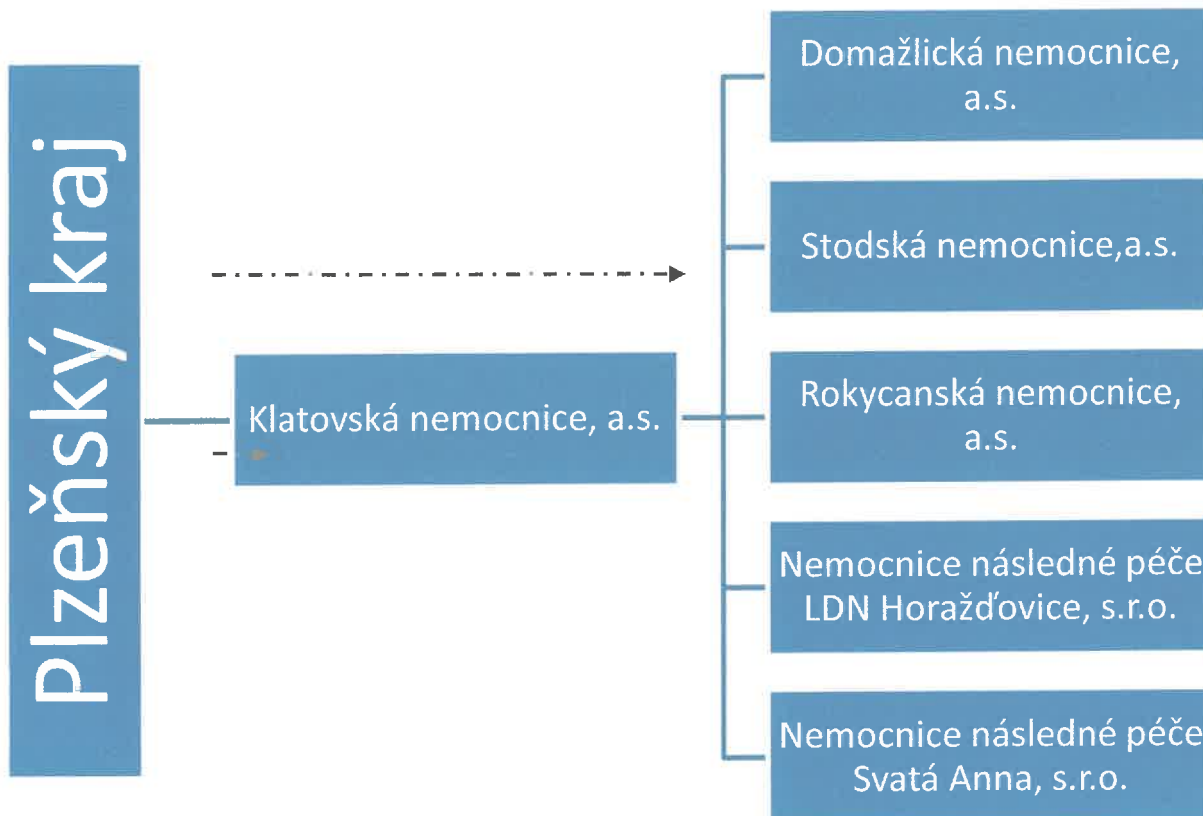 Plzeňský kraj
Klatovská nemocnice, a.s.
Domažlická nemocnice,
a.s.
Stodská nemocnice,a.s.
Rokycanská nemocnice,
a.s.
Nemocnice následné péče
LDN Horažďovice, s.r.o.
Nemocnice následné péče
Svatá Anna, s.r.o.